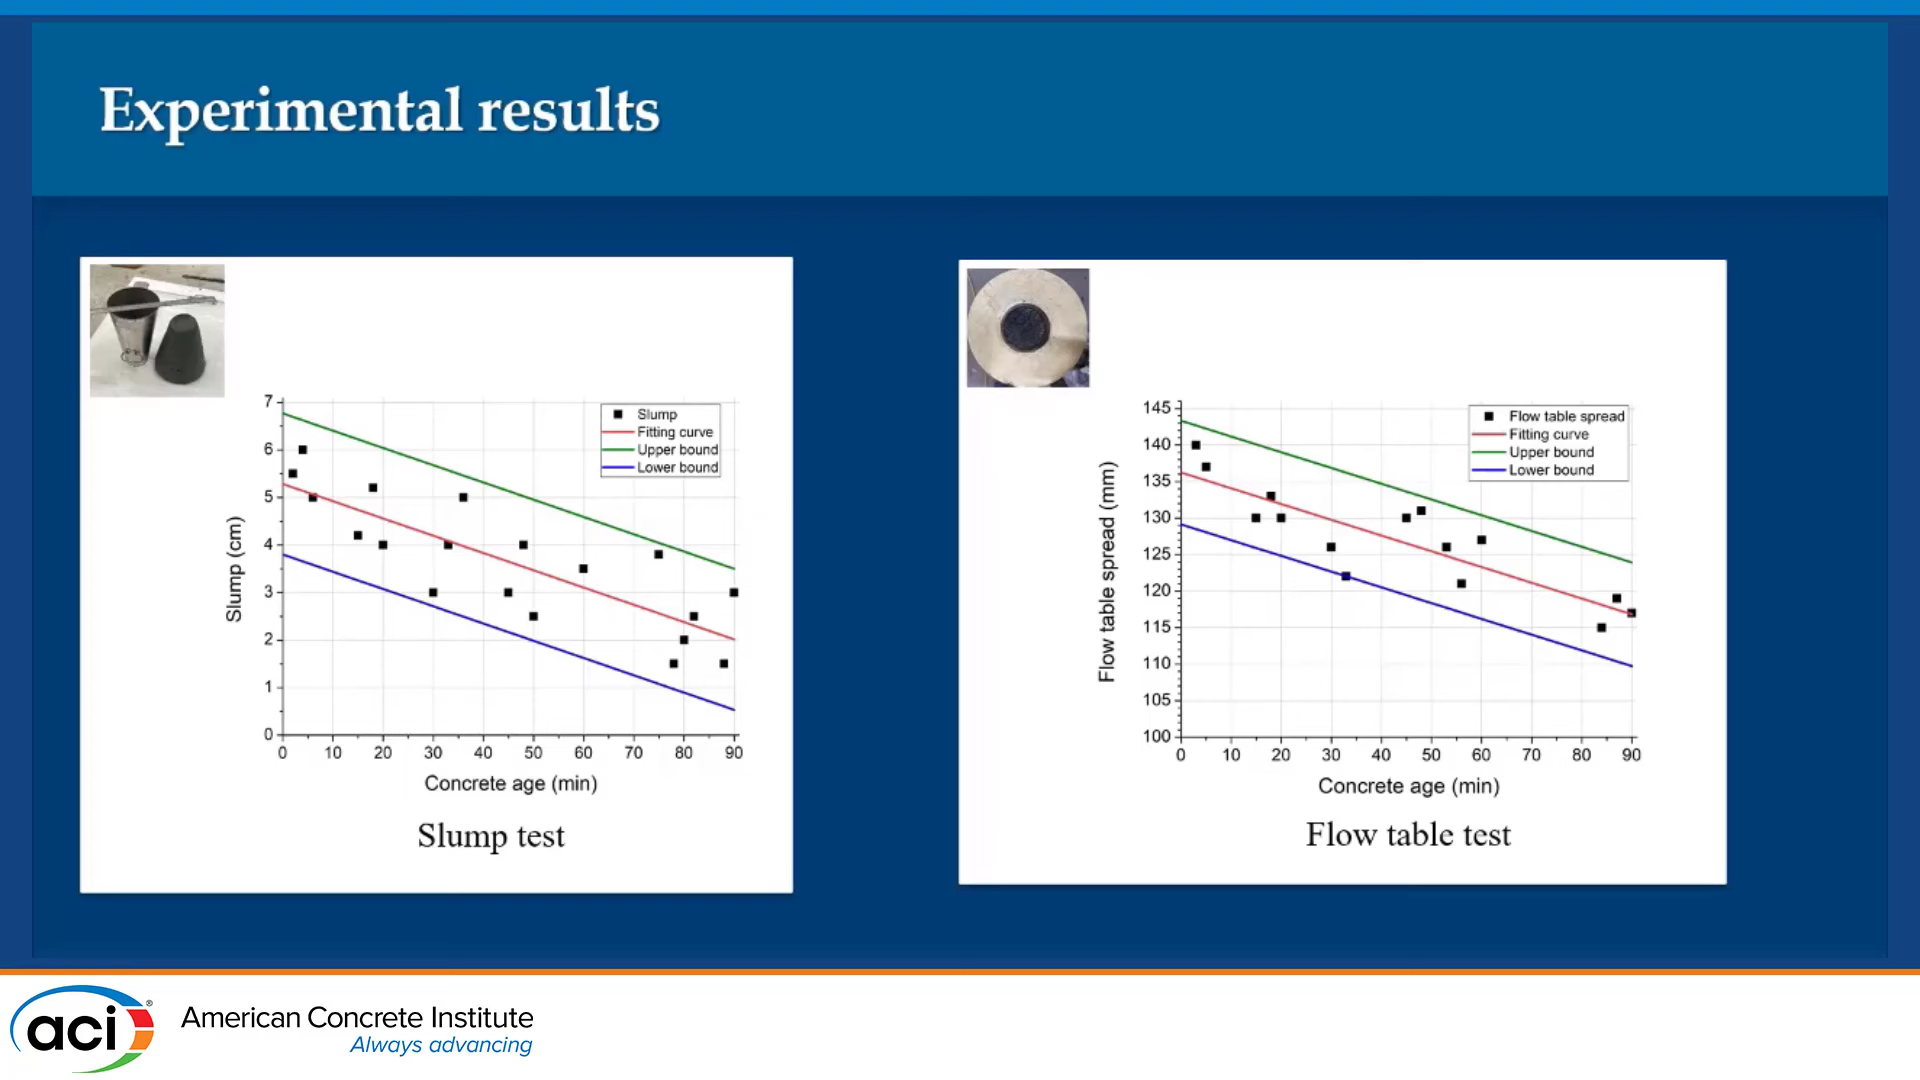 Experimental results
7
6
5
4
3
2
1
0
Slump (cm)
Slump
Fitting curve
Upper bound
Lower bound
0 10 20 30 40 50 60 70 80 90
Concrete age (min)
Slump test
145
140
135
130
125
120
115
110
105
100
Flow table spread (mm)
Flow table spread
Fitting curve
Upper bound
Lower bound
0 10 20 30 40 50 60 70 80 90
Concrete age (min)
Flow table test
aci®
American Concrete Institute
Always advancing